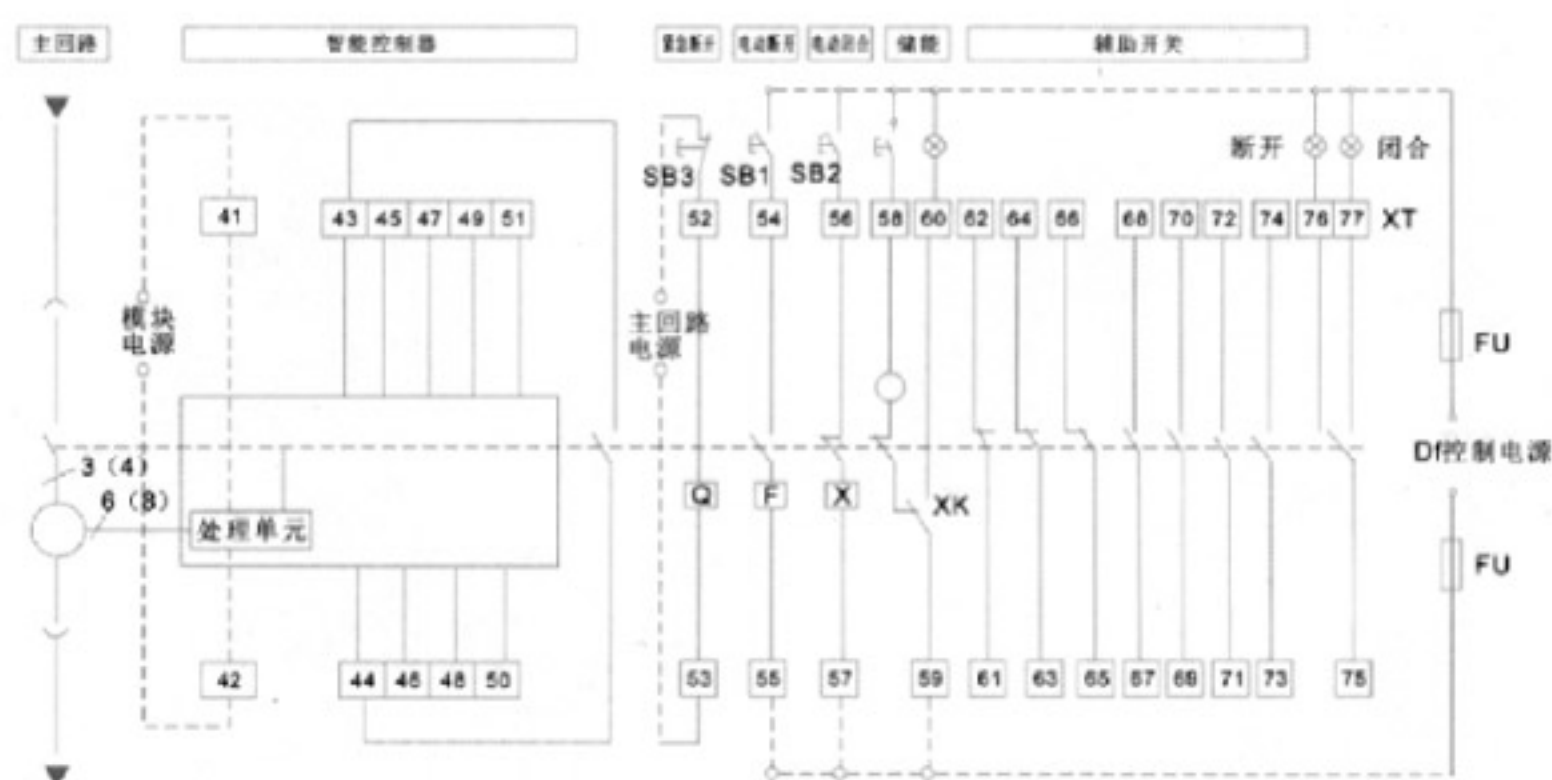 主回路 智能控制器 紧急断开 电动断开 电动闭合 储能 辅助开关
断开 闭合
SB3 SB1 SB2
41 43 45 47 49 51 52 54 56 58 60 62 64 66 68 70 72 74 76 77 XT
模块
电源
主回路
电源
FU
Df控制电源
3（4）
6（8）
处理单元
Q F X XK
FU
42 44 46 48 50 53 55 57 59 61 63 65 67 69 71 73 75